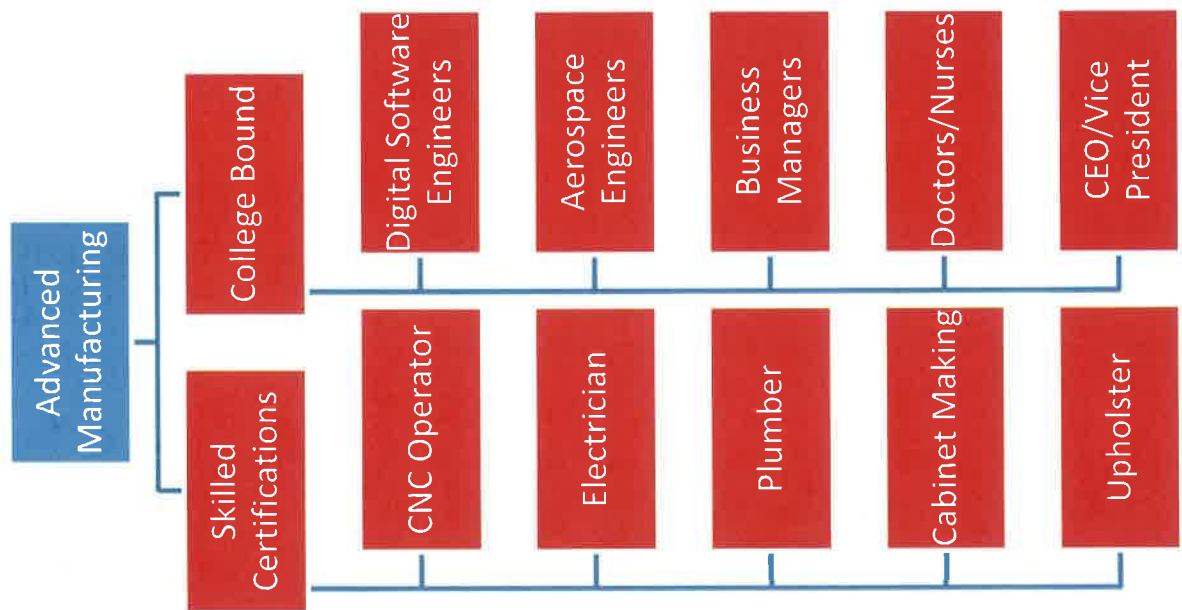 Advanced
Manufacturing
Skilled
Certifications
CNC Operator
Electrician
Plumber
Cabinet Making
Upholster
College Bound
Digital Software
Engineers
Aerospace
Engineers
Business
Managers
Doctors/Nurses
CEO/Vice
President